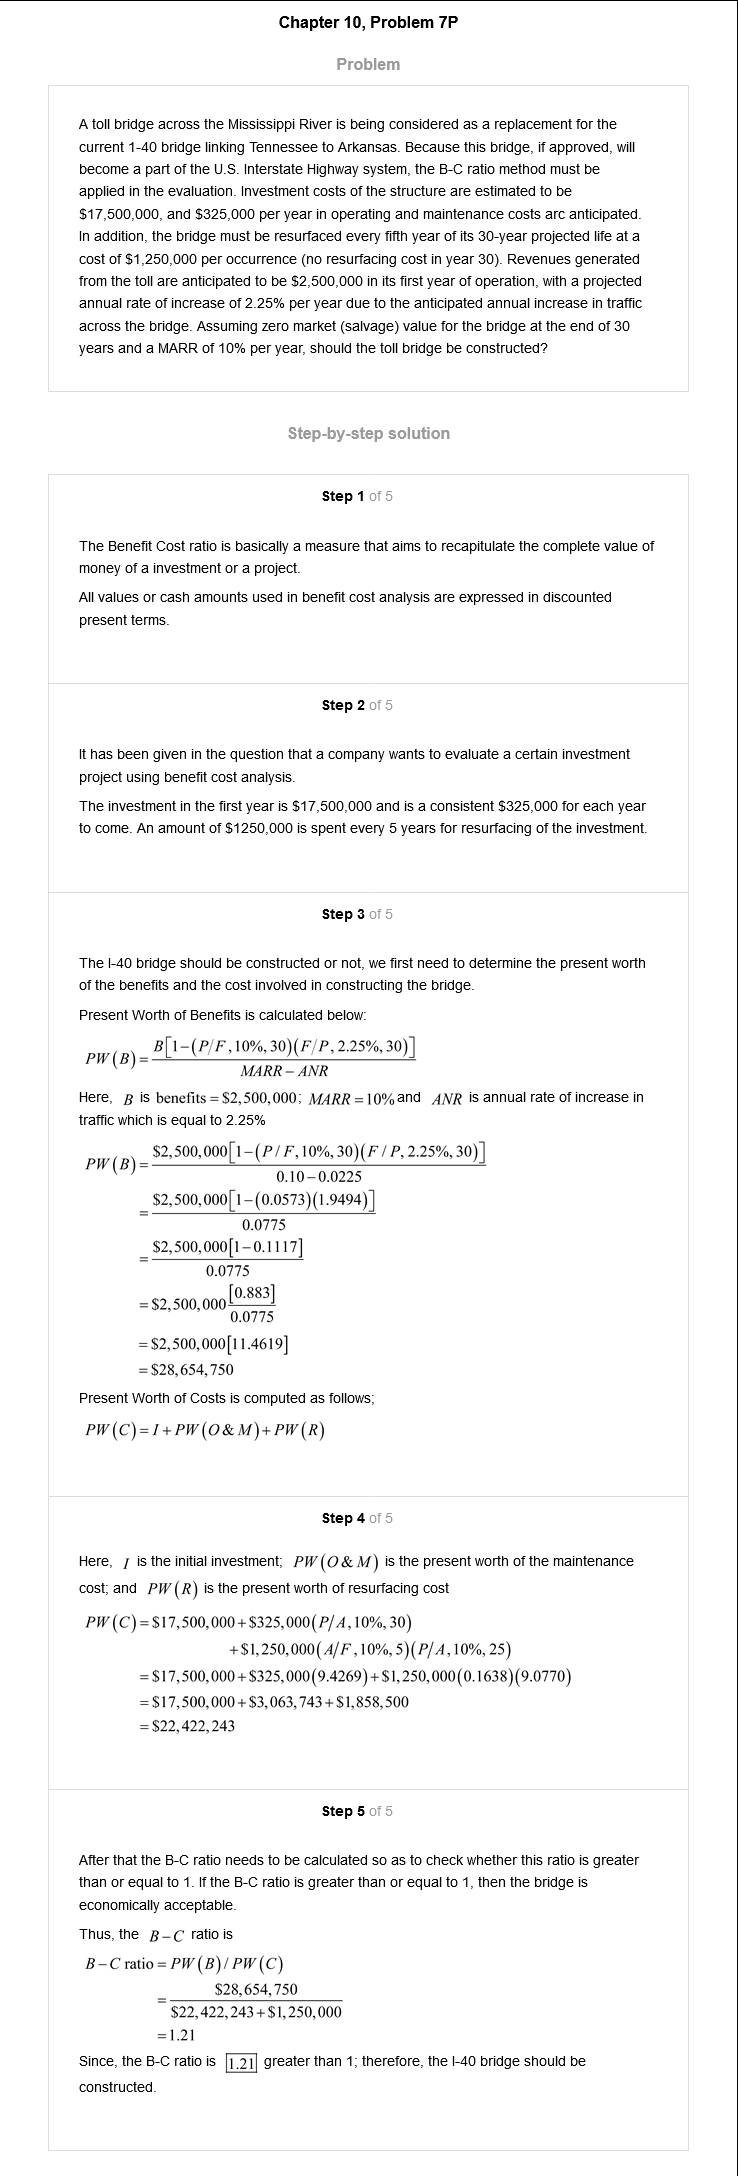 Chapter 10, Problem 7P
Problem
A toll bridge across the Mississippi River is being considered as a replacement for the
current 1-40 bridge linking Tennessee to Arkansas. Because this bridge, if approved, will
become a part of the U.S. Interstate Highway system, the B-C ratio method must be
applied in the evaluation. Investment costs of the structure are estimated to be
$17,500,000, and $325,000 per year in operating and maintenance costs arc anticipated.
In addition, the bridge must be resurfaced every fifth year of its 30-year projected life at a
cost of $1,250,000 per occurrence (no resurfacing cost in year 30). Revenues generated
from the toll are anticipated to be $2,500,000 in its first year of operation, with a projected
annual rate of increase of 2.25% per year due to the anticipated annual increase in traffic
across the bridge. Assuming zero market (salvage) value for the bridge at the end of 30
years and a MARR of 10% per year, should the toll bridge be constructed?
Step-by-step solution
Step 1 of 5
The Benefit Cost ratio is basically a measure that aims to recapitulate the complete value of
money of a investment or a project.
All values or cash amounts used in benefit cost analysis are expressed in discounted
present terms.
Step 2 of 5
It has been given in the question that a company wants to evaluate a certain investment
project using benefit cost analysis.
The investment in the first year is $17,500,000 and is a consistent $325,000 for each year
to come. An amount of $1250,000 is spent every 5 years for resurfacing of the investment.
Step 3 of 5
The I-40 bridge should be constructed or not, we first need to determine the present worth
of the benefits and the cost involved in constructing the bridge.
Present Worth of Benefits is calculated below:
PW(B)= B[1-(P/F,10%,30)(F/P,2.25%,30)]
MARR-ANR
Here, B is benefits = $2,500,000; MARR =10% and ANR is annual rate of increase in
traffic which is equal to 2.25%
PW(B)= $2,500,000[1-(P/F,10%,30)(F/P,2.25%,30)]
0.10-0.0225
= $2,500,000[1-(0.0573)(1.9494)]
0.0775
= $2,500,000[1-0.1117]
0.0775
=$2,500,000 [0.883]
0.0775
=$2,500,000[11.4619]
=$28,654,750
Present Worth of Costs is computed as follows;
PW(C)=I+PW(O&M)+PW(R)
Step 4 of 5
Here, I is the initial investment; PW(O&M) is the present worth of the maintenance
cost; and PW(R) is the present worth of resurfacing cost
PW(C)=$17,500,000+$325,000(P/A,10%,30)
+$1,250,000(A/F,10%,5)(P/A,10%,25)
=$17,500,000+$325,000(9.4269)+$1,250,000(0.1638)(9.0770)
=$17,500,000+$3,063,743+$1,858,500
=$22,422,243
Step 5 of 5
After that the B-C ratio needs to be calculated so as to check whether this ratio is greater
than or equal to 1. If the B-C ratio is greater than or equal to 1, then the bridge is
economically acceptable.
Thus, the B-C ratio is
B-C ratio = PW(B)/PW(C)
= $28,654,750
$22,422,243+$1,250,000
=1.21
Since, the B-C ratio is 1.21 greater than 1; therefore, the I-40 bridge should be
constructed.